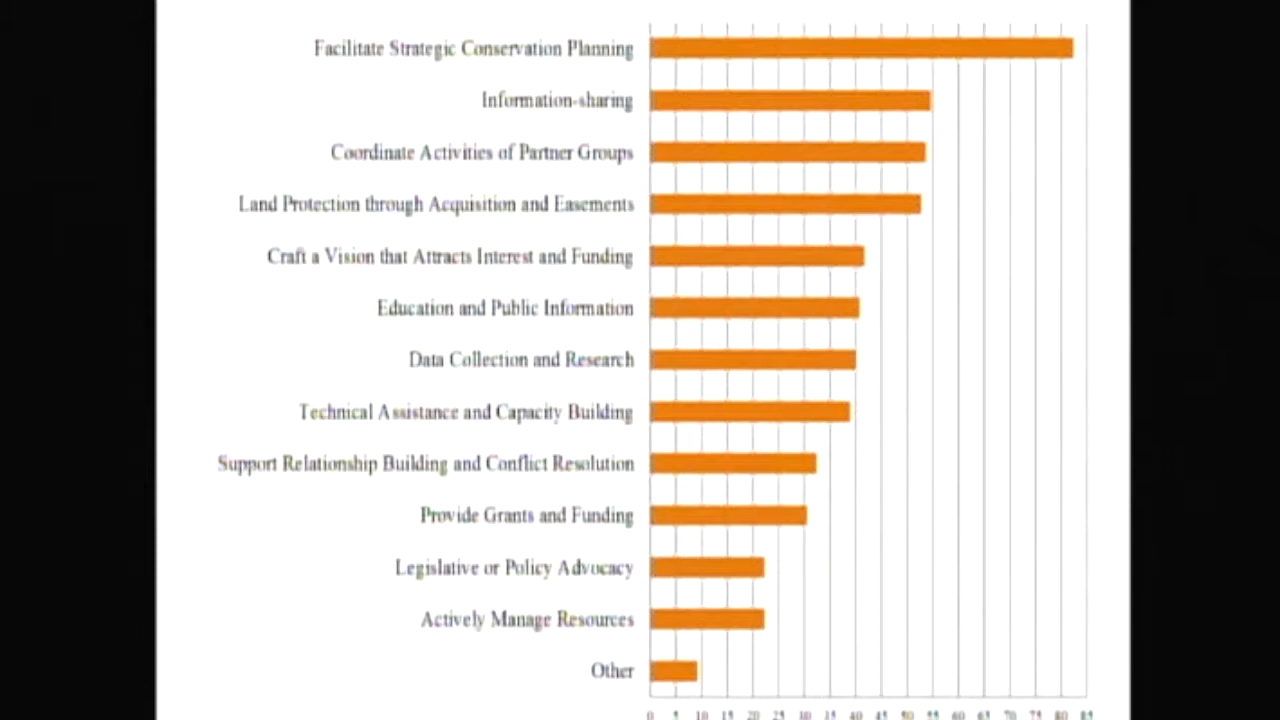 Facilitate Strategic Conservation Planning
Information-sharing
Coordinate Activities of Partner Groups
Land Protection through Acquisition and Easements
Craft a Vision that Attracts Interest and Funding
Education and Public Information
Data Collection and Research
Technical Assistance and Capacity Building
Support Relationship Building and Conflict Resolution
Provide Grants and Funding
Legislative or Policy Advocacy
Actively Manage Resources
Other
0 5 10 15 20 25 30 35 40 45 50 55 60 65 70 75 80 85